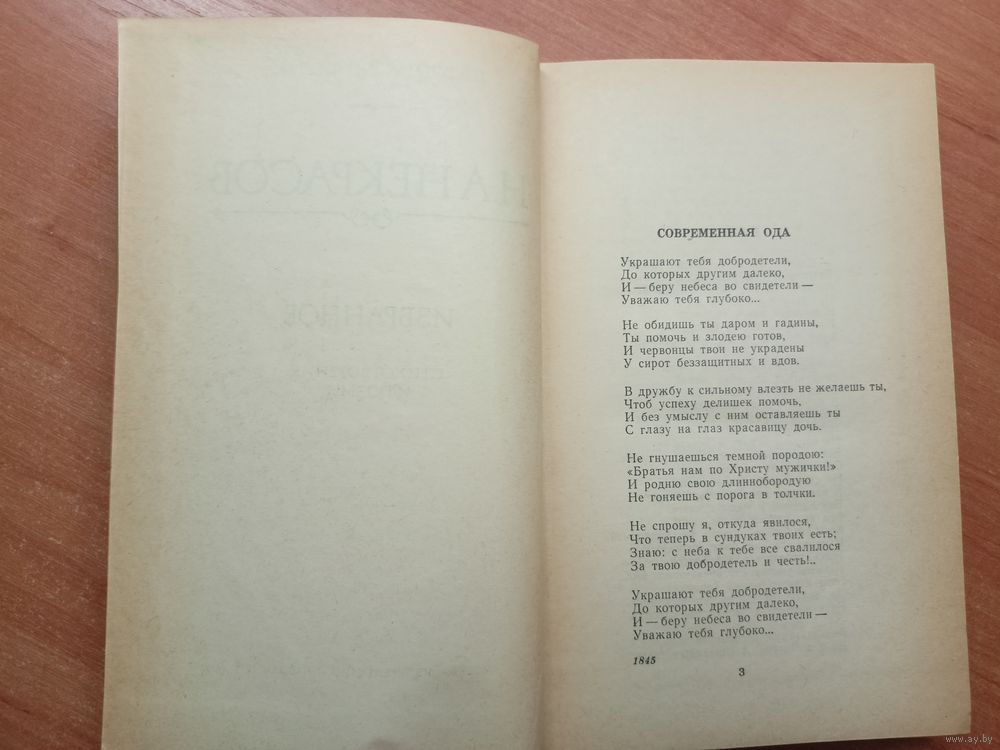 Н А НЕКРАСОВ
ИЗБРАННОЕ
СОВРЕМЕННАЯ ОДА
Украшают тебя добродетели,
До которых другим далеко,
И — беру небеса во свидетели —
Уважаю тебя глубоко...
Не обидишь ты даром и гадины,
Ты помочь и злодею готов,
И червонцы твои не украдены
У сирот беззащитных и вдов.
В дружбу к сильному влезть не желаешь ты,
Чтоб успеху делишек помочь,
И без умыслу с ним оставляешь ты
С глазу на глаз красавицу дочь.
Не гнушаешься темной породою:
«Братья нам по Христу мужички!»
И родню свою длиннобородую
Не гоняешь с порога в толчки.
Не спрошу я, откуда явилося,
Что теперь в сундуках твоих есть;
Знаю: с неба к тебе все свалилося
За твою добродетель и честь!..
Украшают тебя добродетели,
До которых другим далеко,
И — беру небеса во свидетели —
Уважаю тебя глубоко...
1845
3
www.ay.by